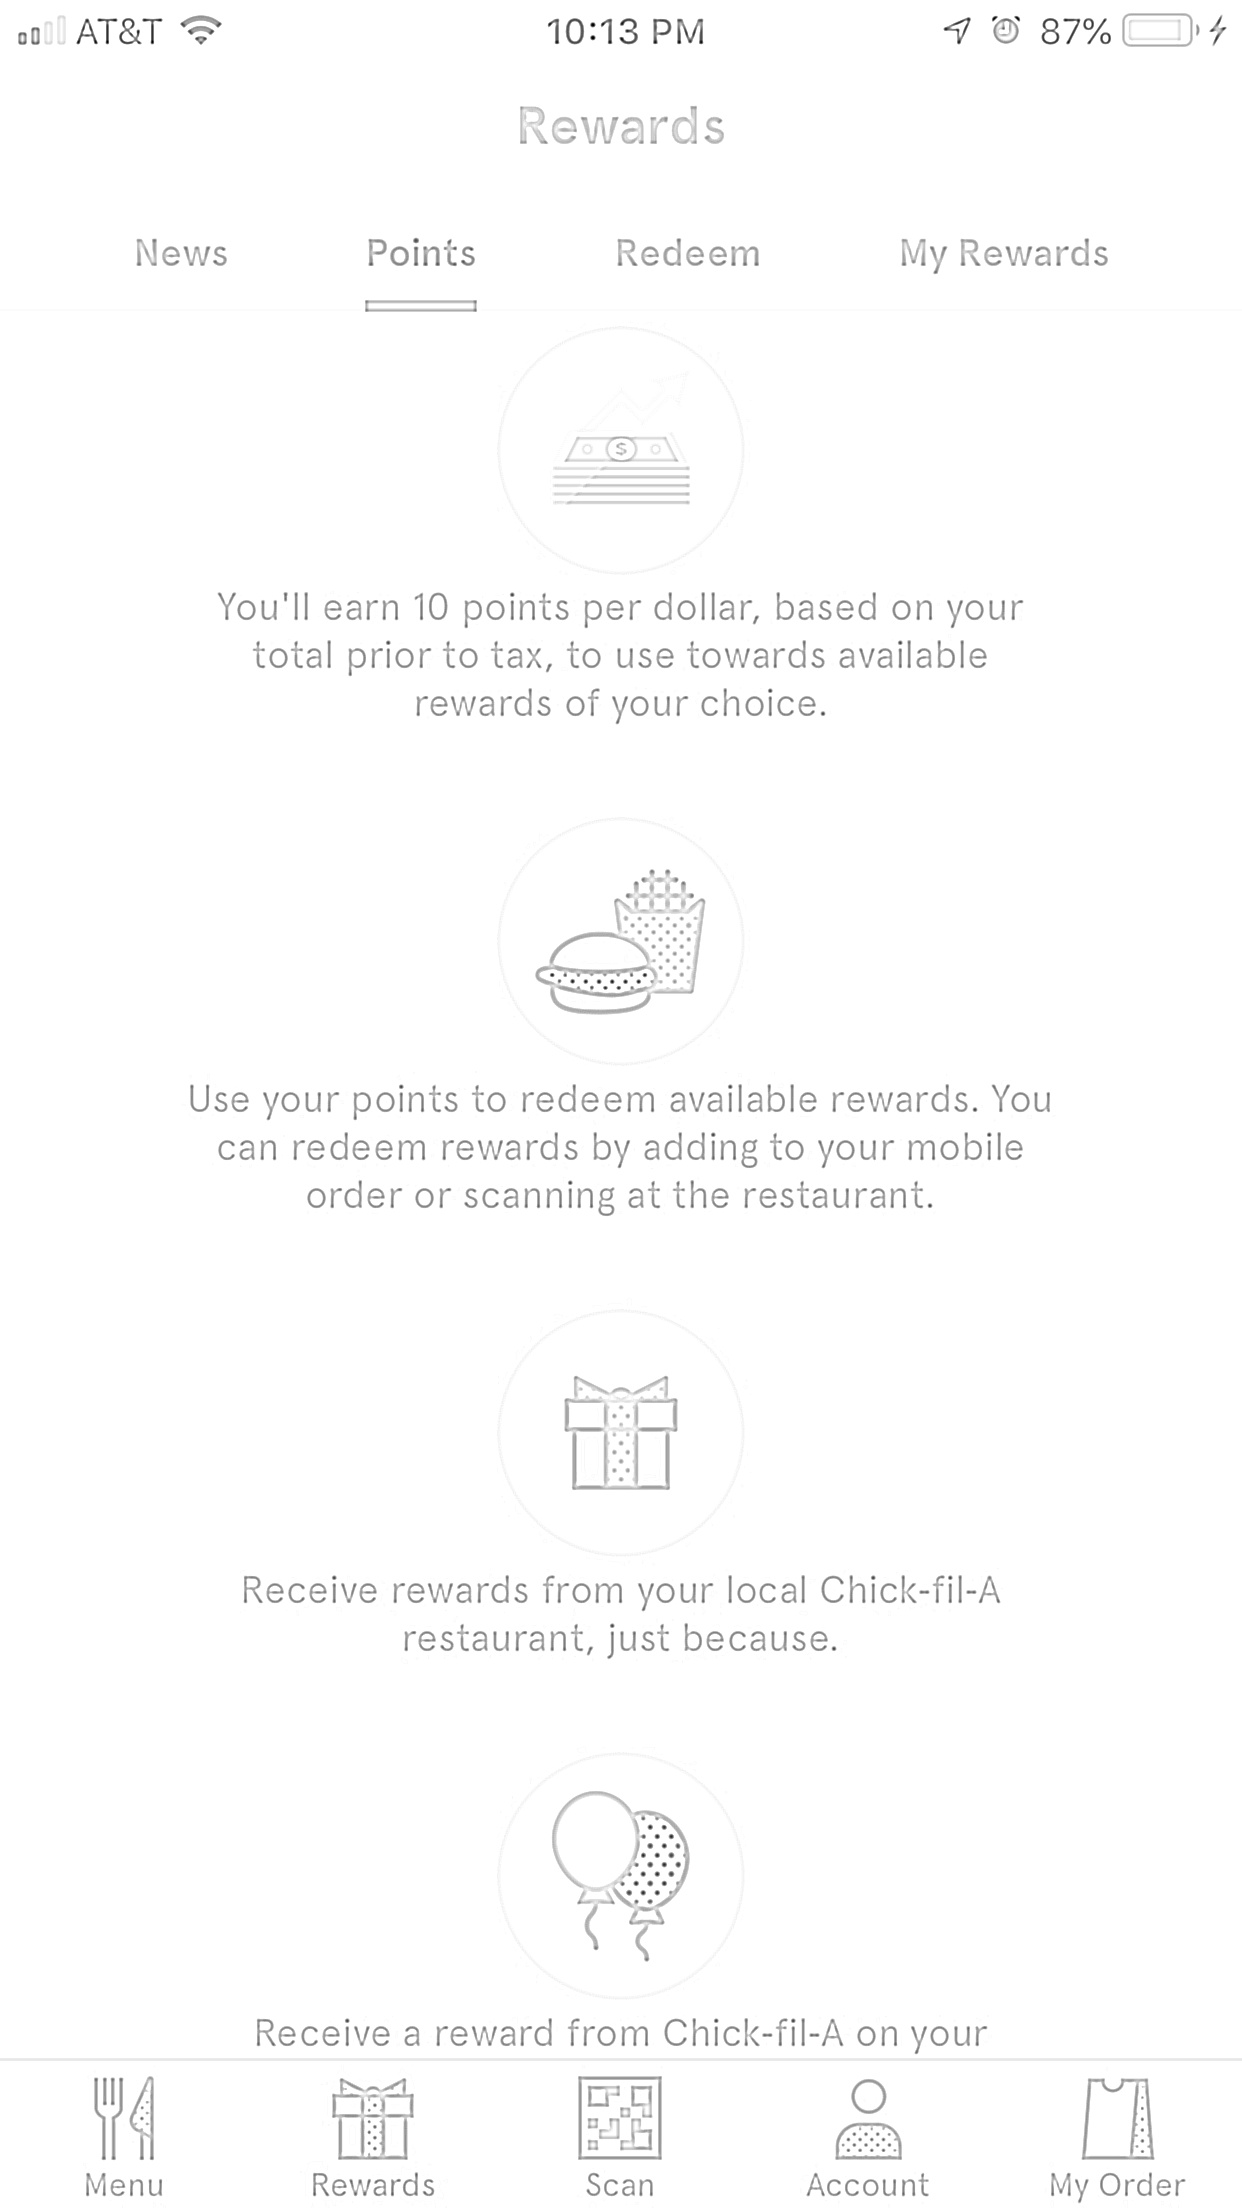 AT&T 10:13 PM 87%
Rewards
News Points Redeem My Rewards
$
You'll earn 10 points per dollar, based on your
total prior to tax, to use towards available
rewards of your choice.
Use your points to redeem available rewards. You
can redeem rewards by adding to your mobile
order or scanning at the restaurant.
Receive rewards from your local Chick-fil-A
restaurant, just because.
Receive a reward from Chick-fil-A on your
Menu Rewards Scan Account My Order